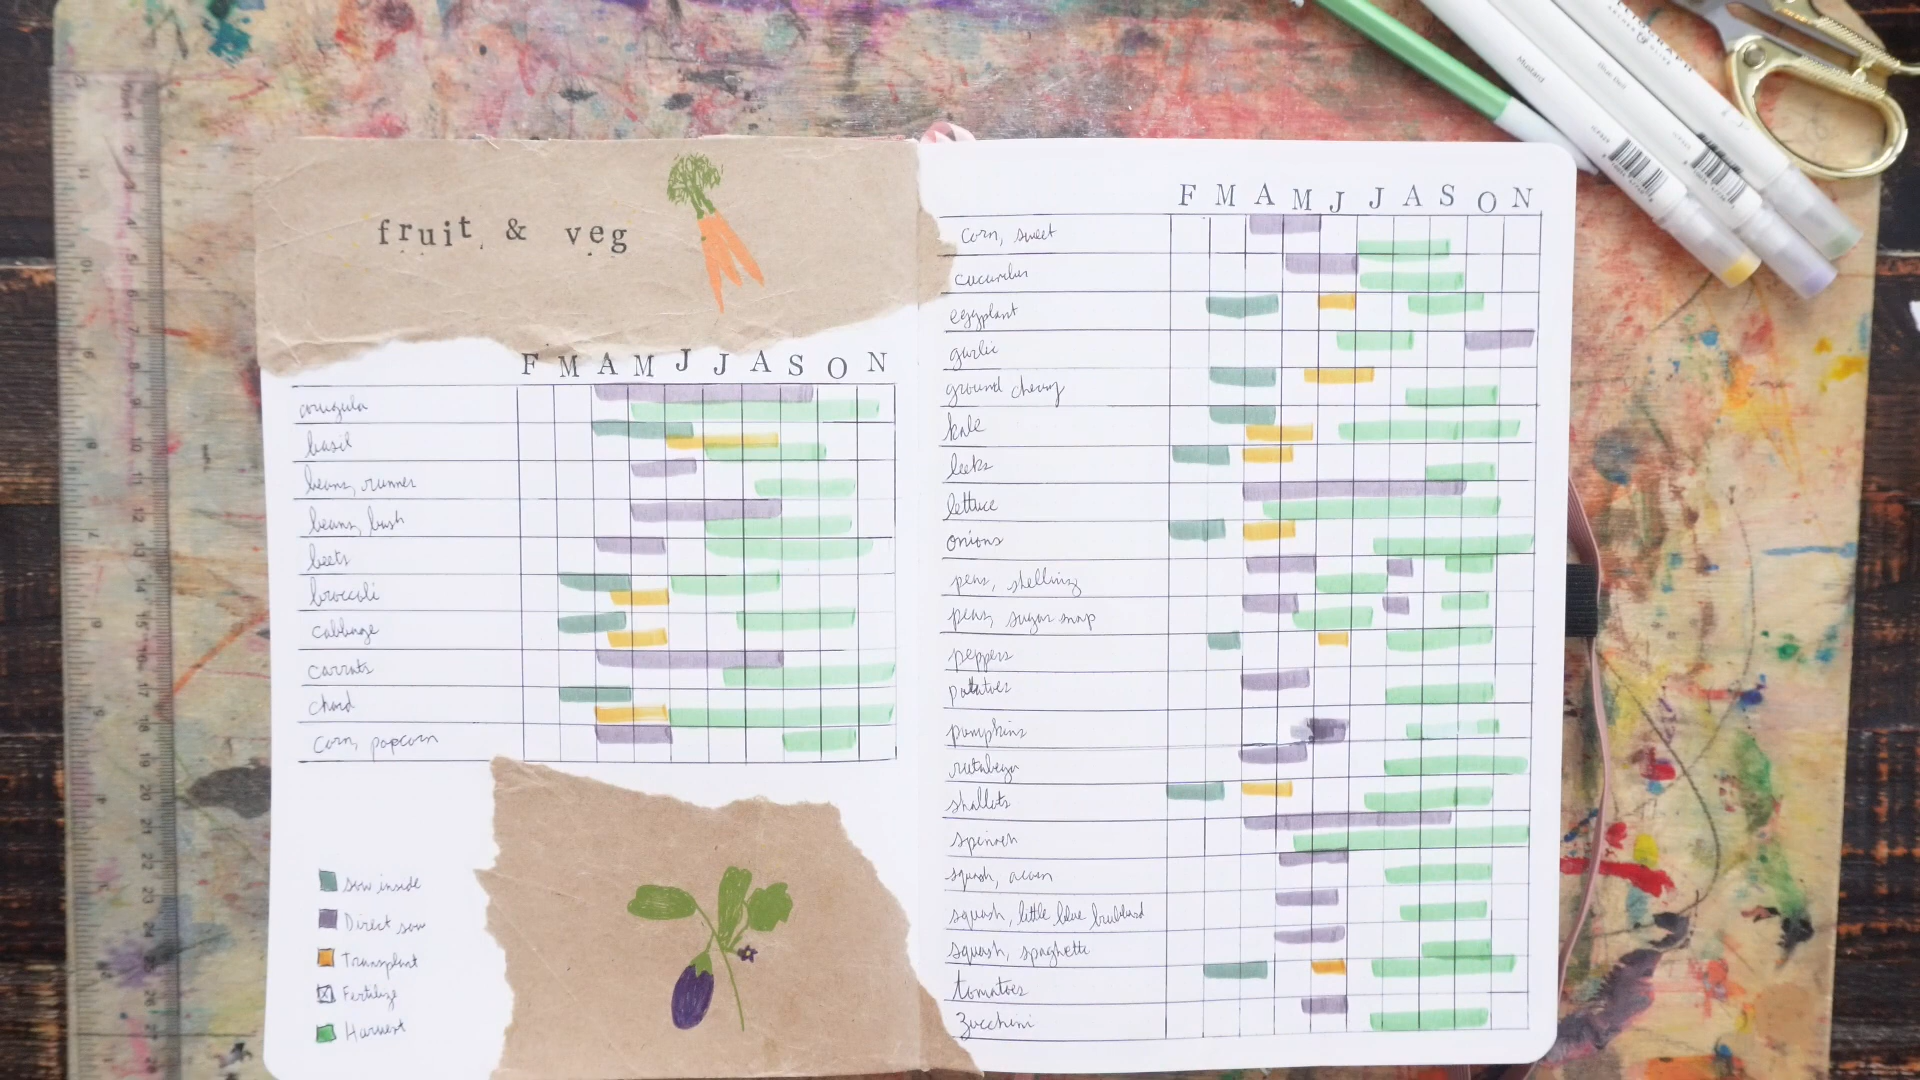 fruit & veg
F M A M J J A S O N
arugula
basil
beans, runner
beans, bush
beets
broccoli
cabbage
carrots
chard
corn, popcorn
sow inside
Direct sow
Transplant
Fertilize
Harvest
F M A M J J A S O N
corn, sweet
cucumber
eggplant
garlic
ground cherry
kale
leeks
lettuce
onions
peas, shelling
peas, sugar snap
peppers
potatoes
pumpkins
rutabega
shallots
spinach
squash, acorn
squash, little blue hubbard
squash, spaghetti
tomatoes
zucchini
Mustard